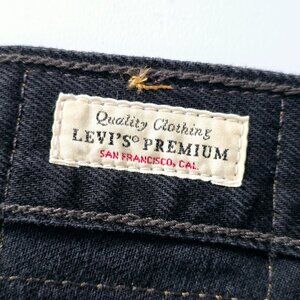 Quality Clothing
LEVI'S® PREMIUM
SAN FRANCISCO, CAL